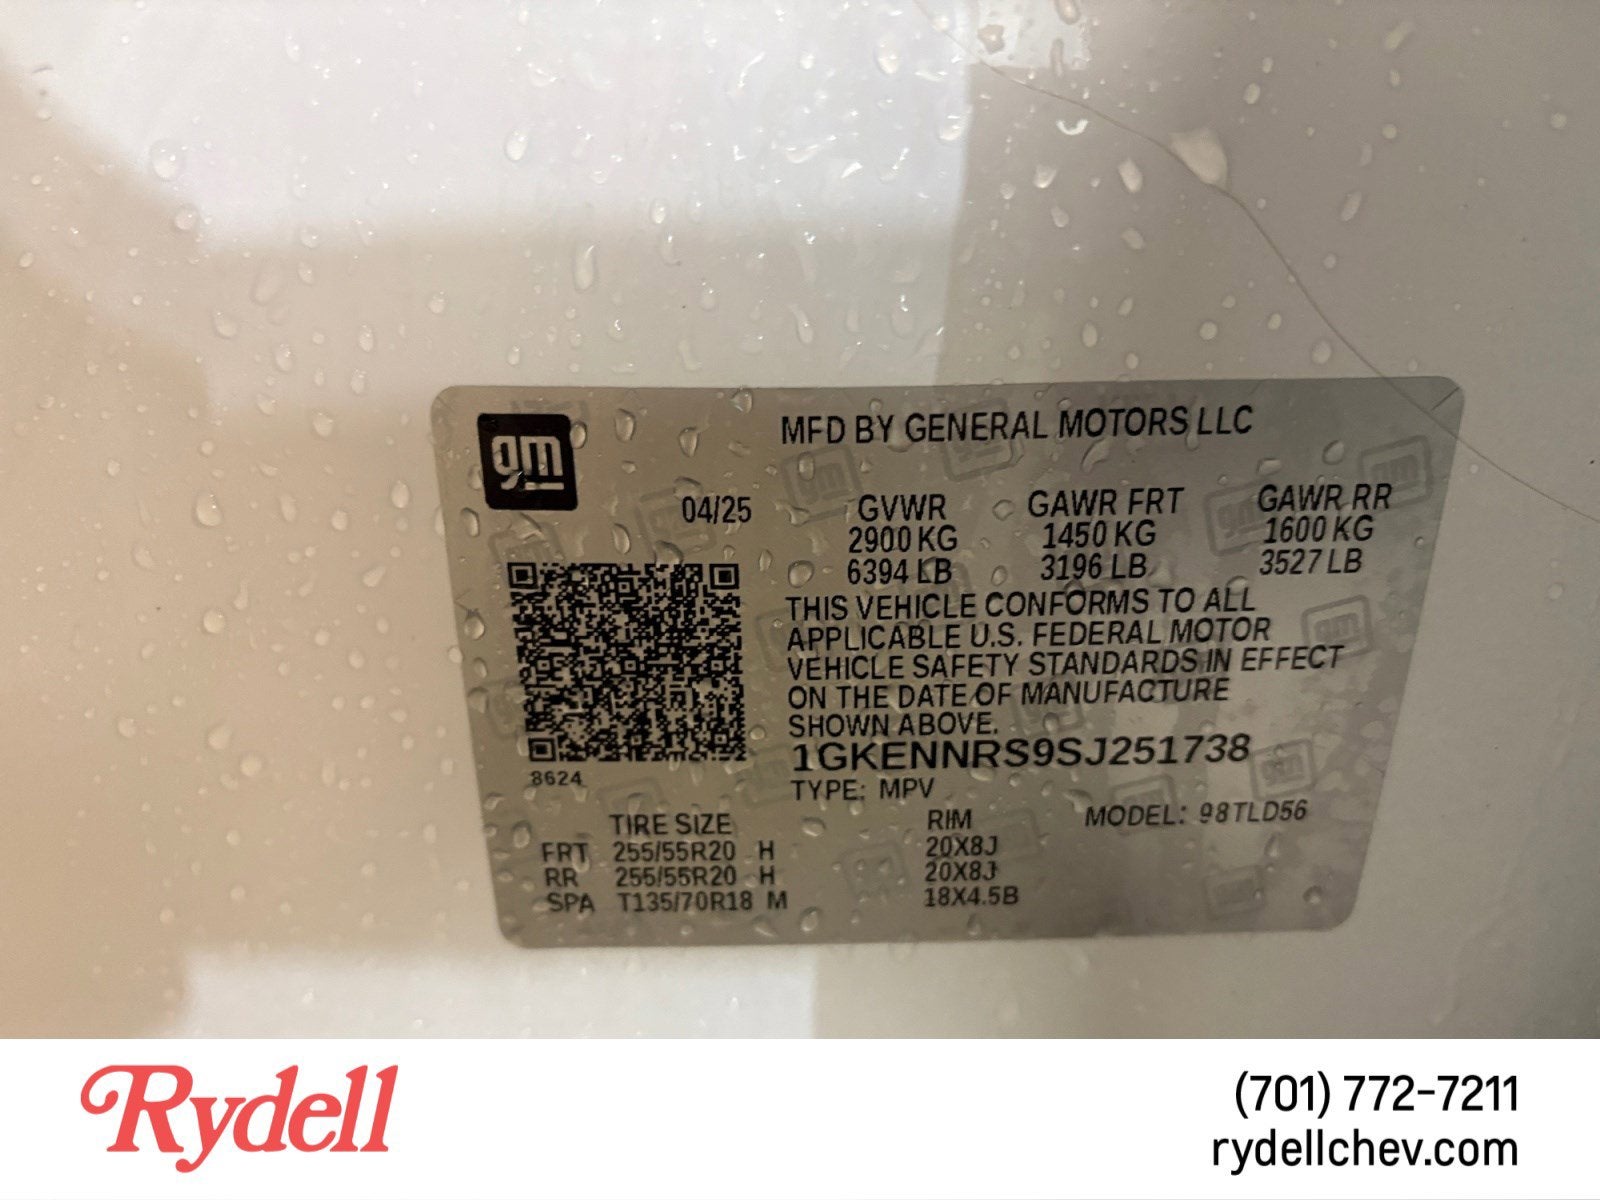 gm
MFD BY GENERAL MOTORS LLC
04/25 GVWR GAWR FRT GAWR RR
2900 KG 1450 KG 1600 KG
6394 LB 3196 LB 3527 LB
THIS VEHICLE CONFORMS TO ALL
APPLICABLE U.S. FEDERAL MOTOR
VEHICLE SAFETY STANDARDS IN EFFECT
ON THE DATE OF MANUFACTURE
SHOWN ABOVE.
1GKENNRS9SJ251738
8624
TYPE: MPV
TIRE SIZE RIM MODEL: 98TLD56
FRT 255/55R20 H 20X8J
RR 255/55R20 H 20X8J
SPA T135/70R18 M 18X4.5B
Rydell
(701) 772-7211
rydellchev.com